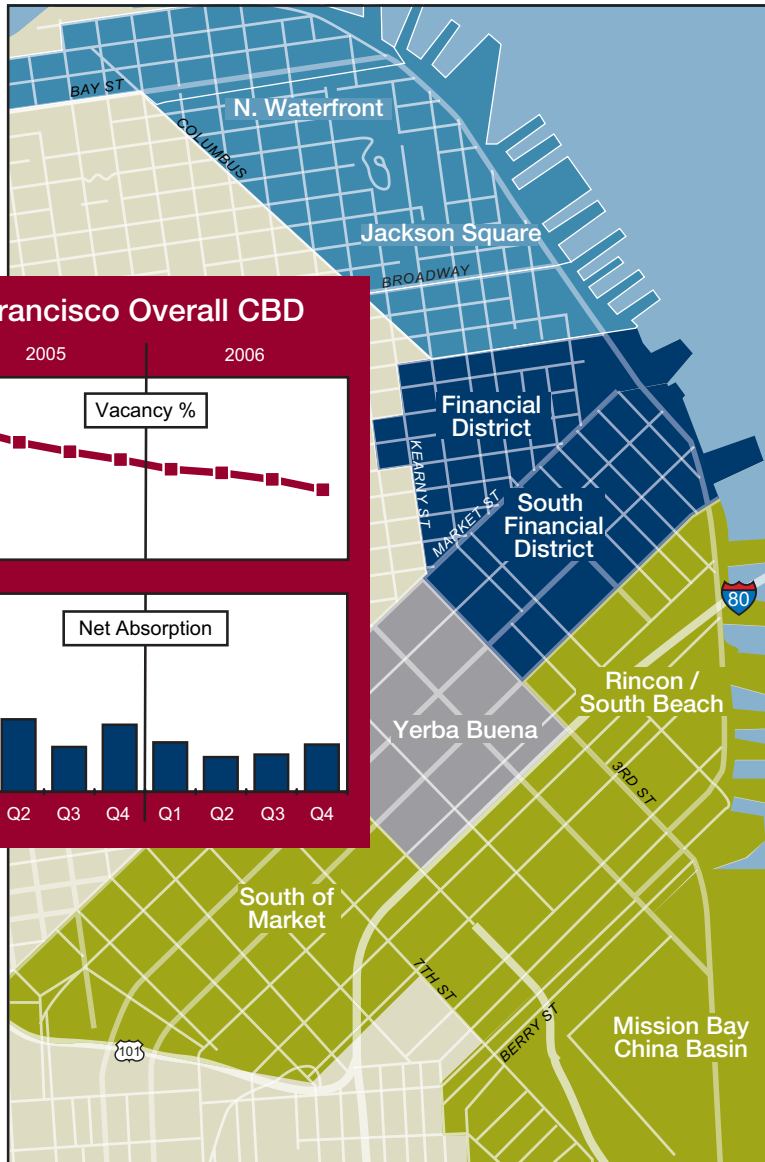 BAY ST
N. Waterfront
COLUMBUS
Jackson Square
BROADWAY
Francisco Overall CBD
2005 2006
Vacancy %
Financial
District
KEARNY ST
MARKET ST
South
Financial
District
80
Net Absorption
Rincon /
South Beach
Yerba Buena
3RD ST
Q2 Q3 Q4 Q1 Q2 Q3 Q4
South of
Market
7TH ST
BERRY ST
Mission Bay
China Basin
101